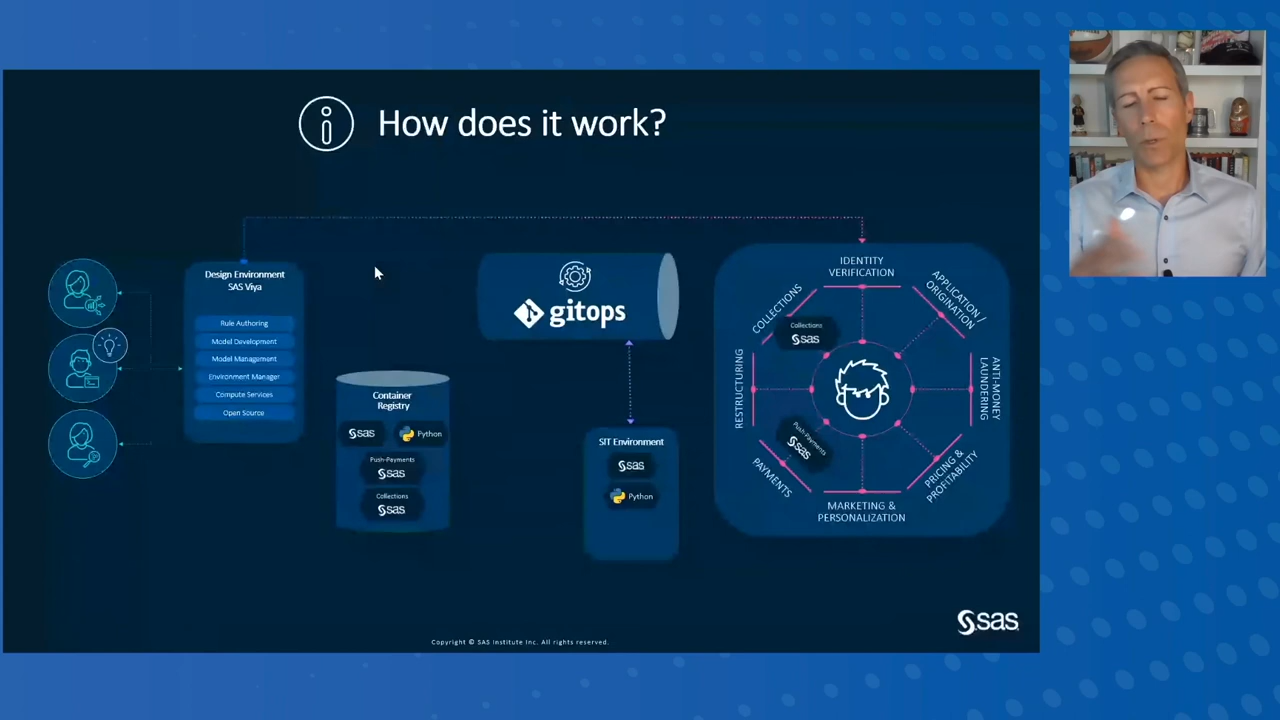 How does it work?
Design Environment
SAS Viya
Rule Authoring
Model Development
Model Management
Environment Manager
Compute Services
Open Source
Container
Registry
sas
Python
Push-Payments
sas
Collections
sas
gitops
SIT Environment
sas
Python
IDENTITY
VERIFICATION
APPLICATION /
ORIGINATION
ANTI-MONEY
LAUNDERING
PRICING &
PROFITABILITY
MARKETING &
PERSONALIZATION
PAYMENTS
RESTRUCTURING
COLLECTIONS
Collections
sas
Push-Payments
sas
sas
Copyright © SAS Institute Inc. All rights reserved.